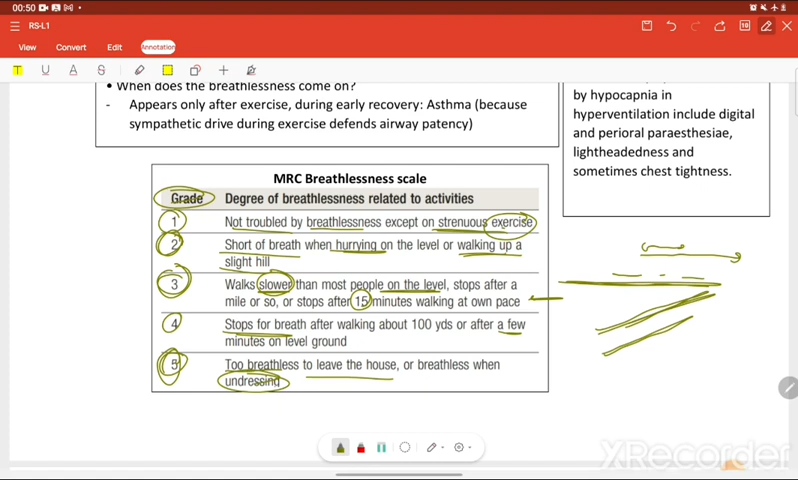 00:50
RS-L1
View
Convert
Edit
Annotation
• When does the breathlessness come on?
- Appears only after exercise, during early recovery: Asthma (because
sympathetic drive during exercise defends airway patency)
by hypocapnia in
hyperventilation include digital
and perioral paraesthesiae,
lightheadedness and
sometimes chest tightness.
MRC Breathlessness scale
Grade Degree of breathlessness related to activities
1 Not troubled by breathlessness except on strenuous exercise
2 Short of breath when hurrying on the level or walking up a
slight hill
3 Walks slower than most people on the level, stops after a
mile or so, or stops after 15 minutes walking at own pace
4 Stops for breath after walking about 100 yds or after a few
minutes on level ground
5 Too breathless to leave the house, or breathless when
undressing
XRecorder